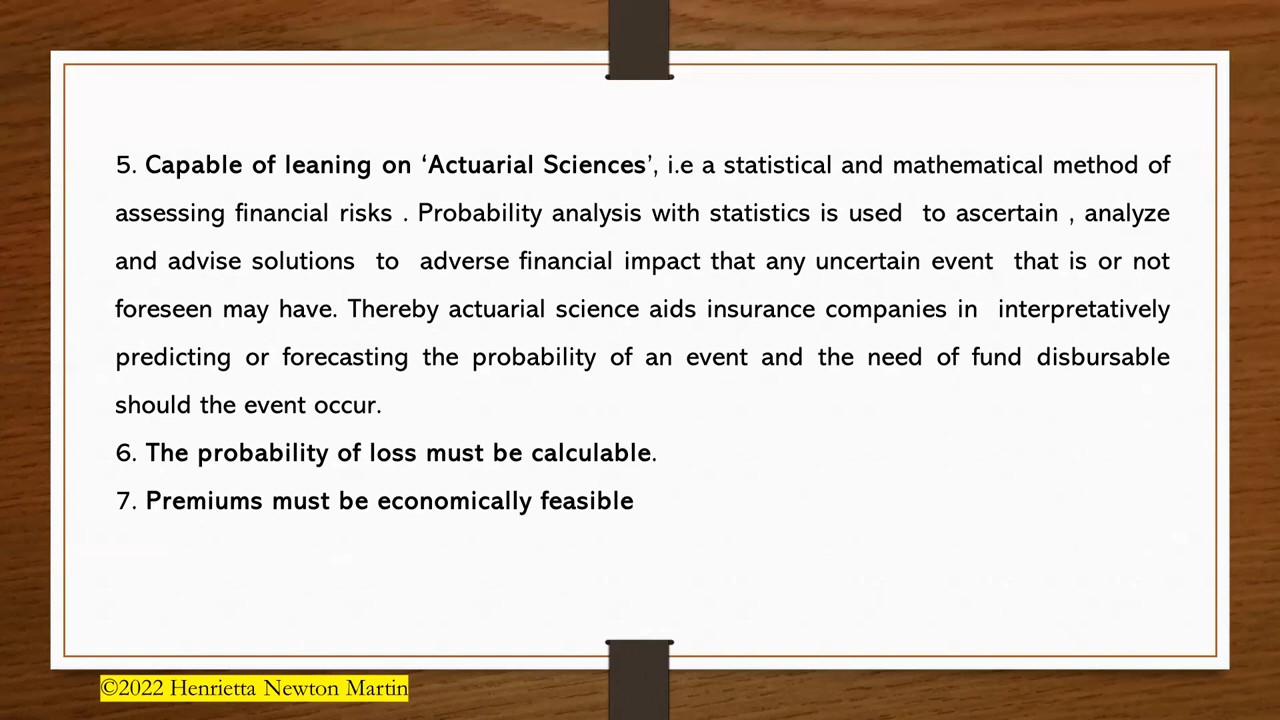 5. Capable of leaning on ‘Actuarial Sciences’, i.e a statistical and mathematical method of
assessing financial risks . Probability analysis with statistics is used  to ascertain , analyze
and advise solutions  to  adverse financial impact that any uncertain event  that is or not
foreseen may have. Thereby actuarial science aids insurance companies in  interpretatively
predicting or forecasting the probability of an event and the need of fund disbursable
should the event occur.
6. The probability of loss must be calculable.
7. Premiums must be economically feasible
©2022 Henrietta Newton Martin